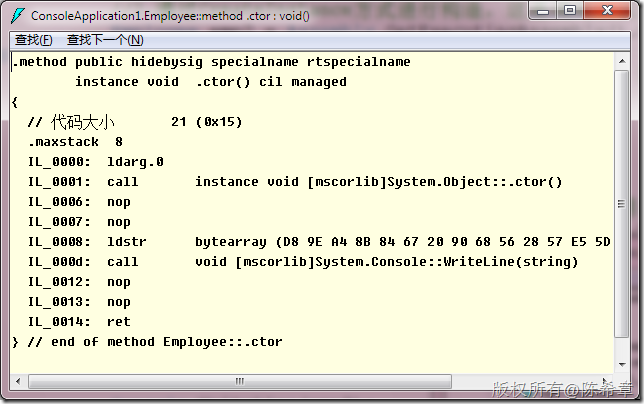 ConsoleApplication1.Employee::method .ctor : void()
查找(F) 查找下一个(N)
.method public hidebysig specialname rtspecialname
instance void .ctor() cil managed
{
// 代码大小 21 (0x15)
.maxstack 8
IL_0000: ldarg.0
IL_0001: call instance void [mscorlib]System.Object::.ctor()
IL_0006: nop
IL_0007: nop
IL_0008: ldstr bytearray (D8 9E A4 8B 84 67 20 90 68 56 28 57 E5 5D
IL_000d: call void [mscorlib]System.Console::WriteLine(string)
IL_0012: nop
IL_0013: nop
IL_0014: ret
} // end of method Employee::.ctor
版权所有@陈希章